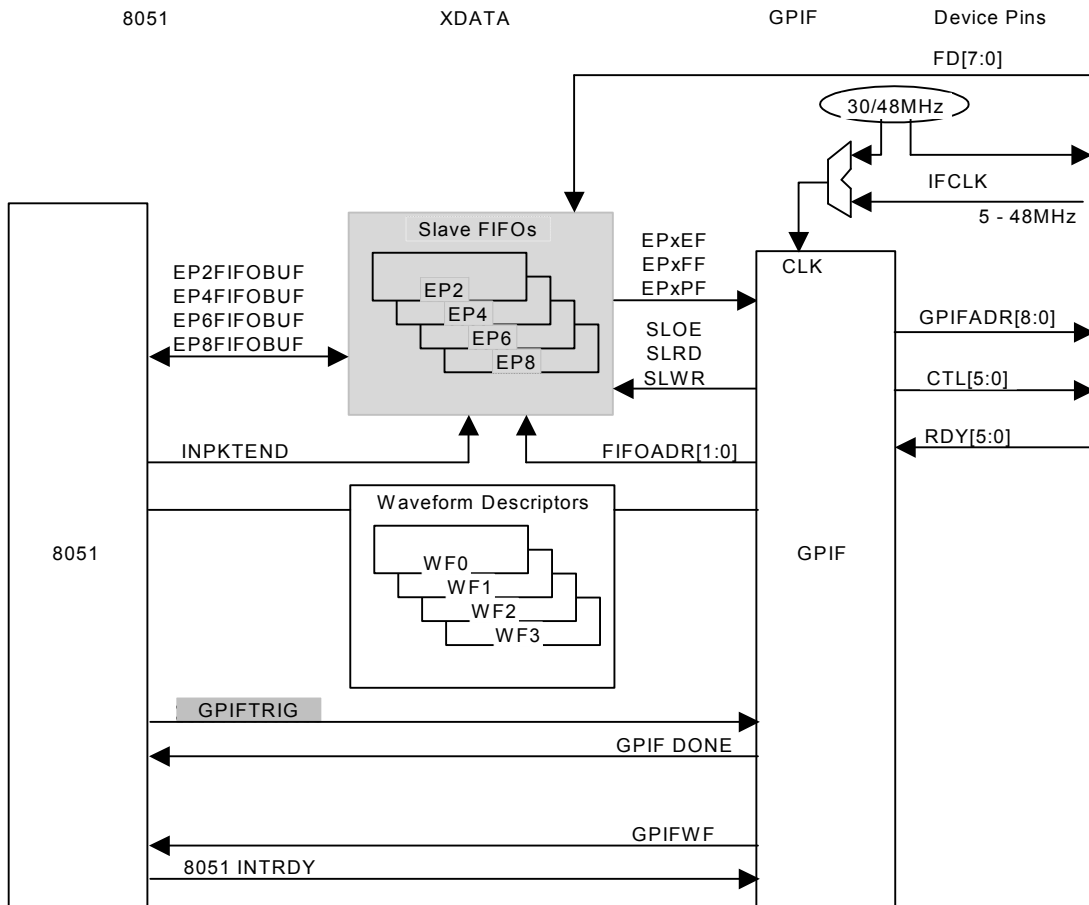 8051 XDATA GPIF Device Pins
FD[7:0]
30/48MHz
IFCLK
5 - 48MHz
Slave FIFOs
EP2
EP4
EP6
EP8
EP2FIFOBUF
EP4FIFOBUF
EP6FIFOBUF
EP8FIFOBUF
EPxEF
EPxFF
EPxPF
SLOE
SLRD
SLWR
CLK
GPIFADR[8:0]
CTL[5:0]
RDY[5:0]
INPKTEND
FIFOADR[1:0]
Waveform Descriptors
WF0
WF1
WF2
WF3
8051
GPIF
GPIFTRIG
GPIF DONE
GPIFWF
8051 INTRDY